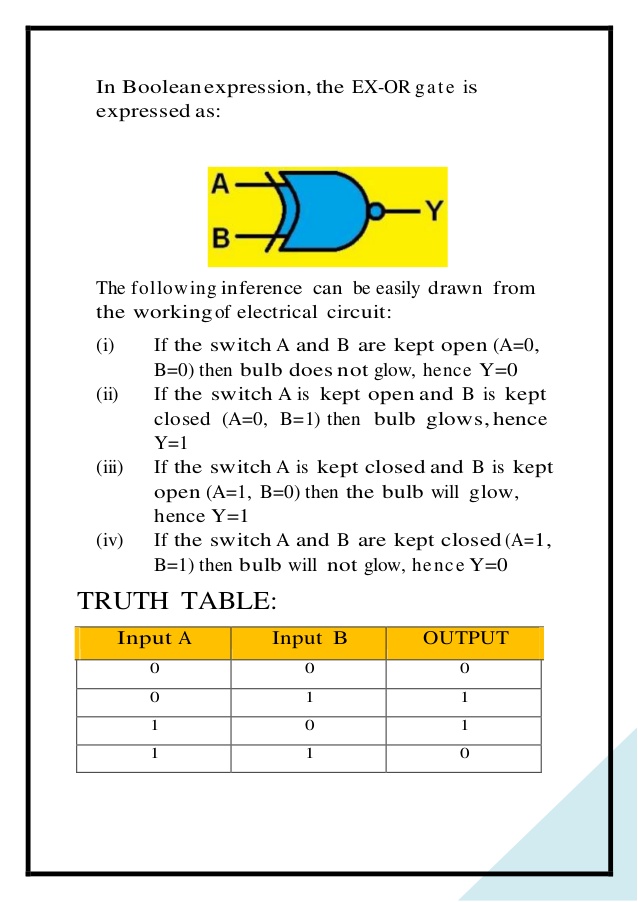 In Boolean expression, the EX-OR gate is
expressed as:
A
B
Y
The following inference can be easily drawn from
the working of electrical circuit:
(i) If the switch A and B are kept open (A=0,
B=0) then bulb does not glow, hence Y=0
(ii) If the switch A is kept open and B is kept
closed (A=0, B=1) then bulb glows, hence
Y=1
(iii) If the switch A is kept closed and B is kept
open (A=1, B=0) then the bulb will glow,
hence Y=1
(iv) If the switch A and B are kept closed (A=1,
B=1) then bulb will not glow, hence Y=0
TRUTH TABLE:
Input A Input B OUTPUT
0 0 0
0 1 1
1 0 1
1 1 0